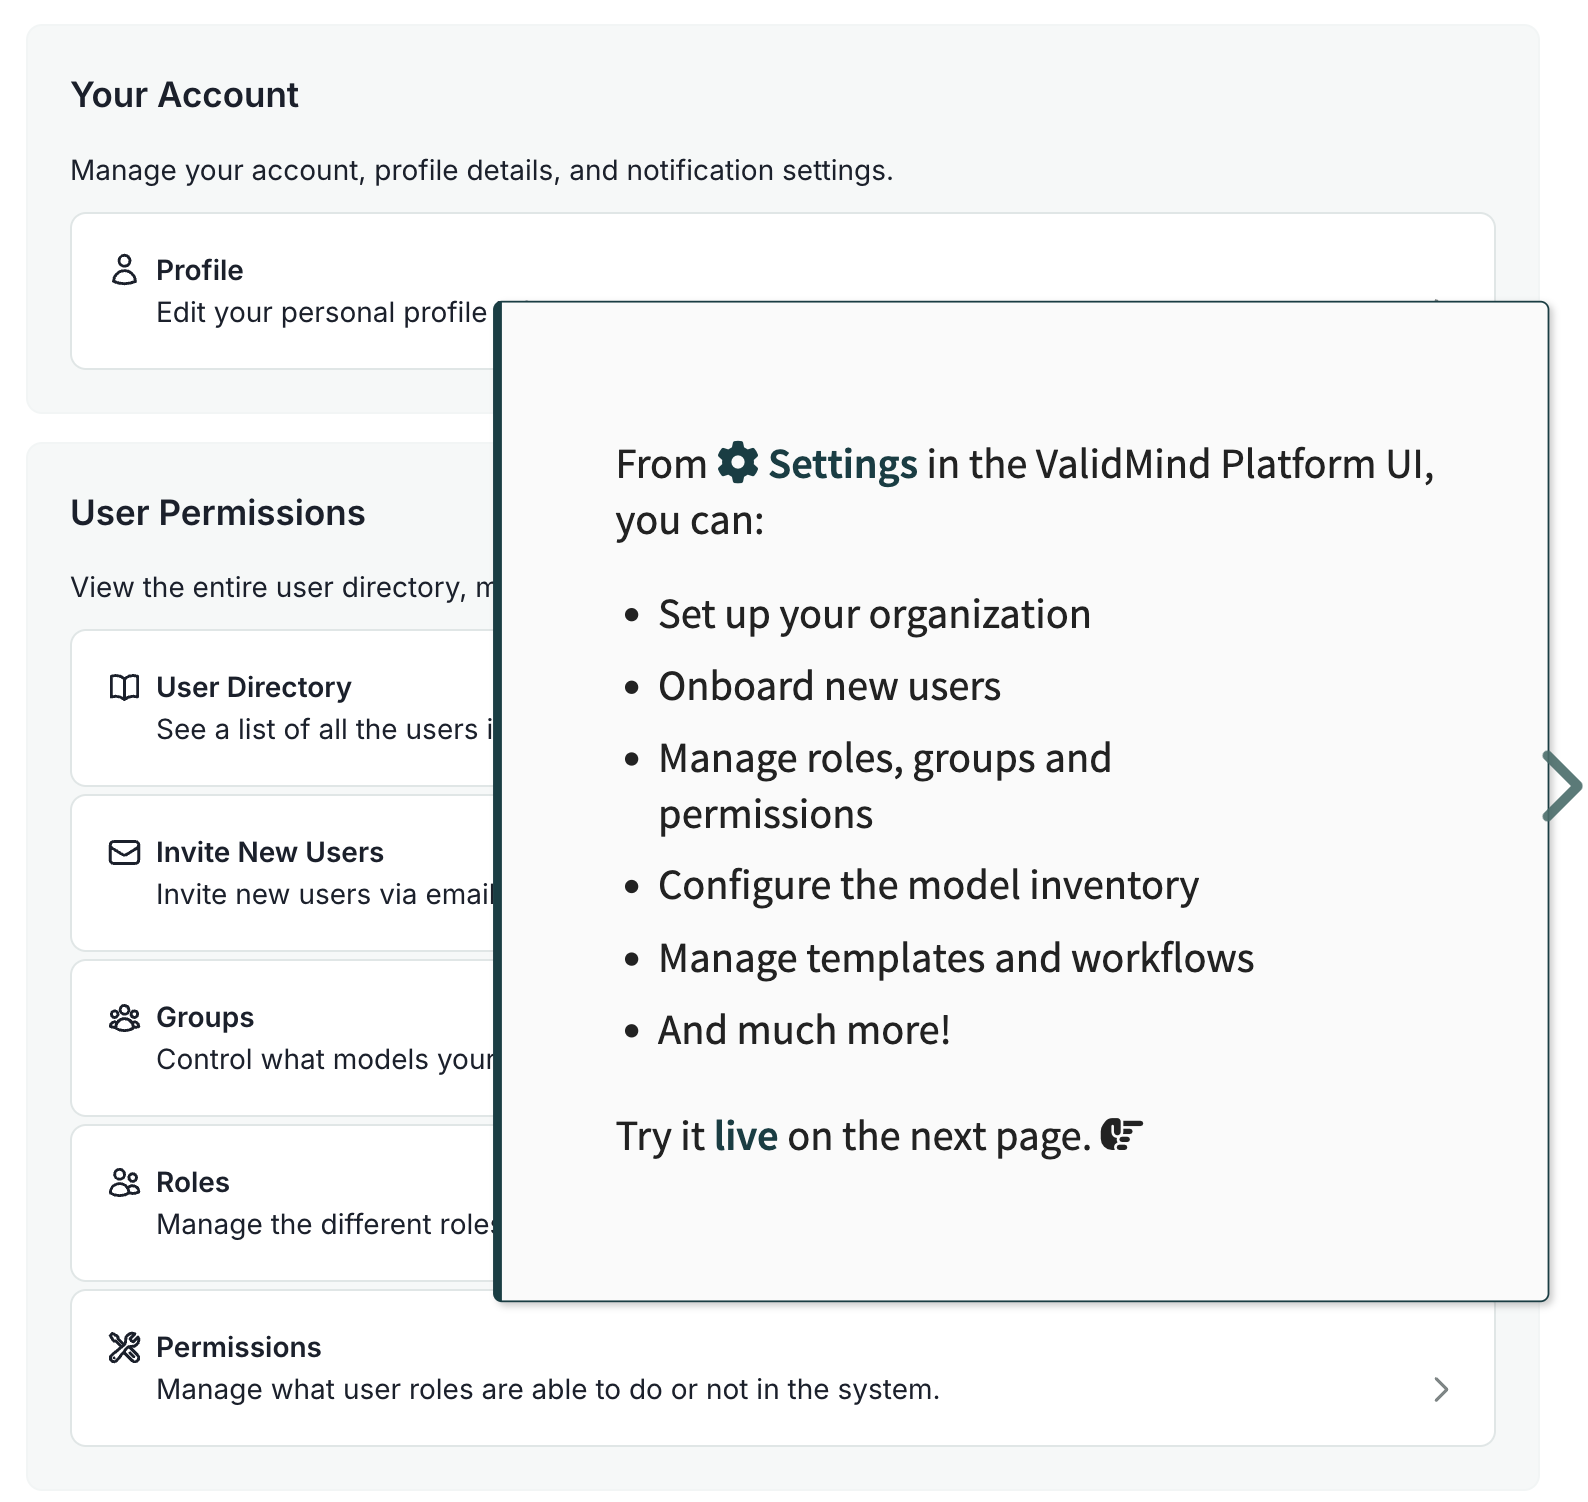 Your Account
Manage your account, profile details, and notification settings.
Profile
Edit your personal profile
User Permissions
View the entire user directory,
User Directory
See a list of all the users
Invite New Users
Invite new users via email
Groups
Control what models your
Roles
Manage the different roles
Permissions
Manage what user roles are able to do or not in the system.
From Settings in the ValidMind Platform UI,
you can:
• Set up your organization
• Onboard new users
• Manage roles, groups and
permissions
• Configure the model inventory
• Manage templates and workflows
• And much more!
Try it live on the next page.